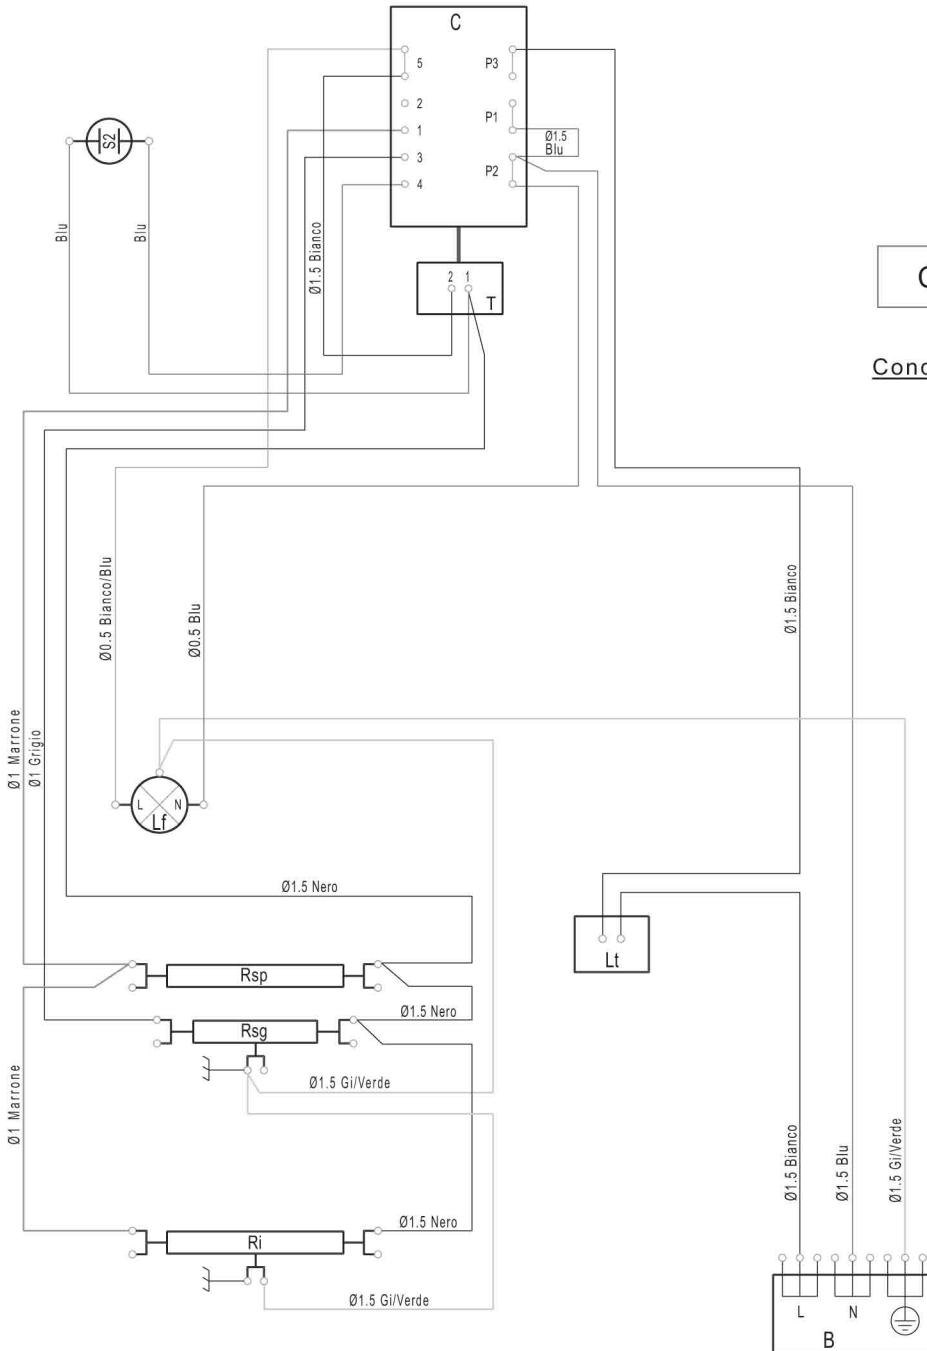 C
5
P3
2
P1
1
Ø1.5
Blu
3
P2
4
S2
Blu
Blu
Ø1.5 Bianco
2 1
T
Ø0.5 Bianco/Blu
Ø0.5 Blu
Ø1.5 Bianco
Ø1 Marrone
Ø1 Grigio
L N
Lf
Ø1.5 Nero
Lt
Rsp
Ø1.5 Nero
Rsg
Ø1.5 Gi/Verde
Ø1 Marrone
Ø1.5 Bianco
Ø1.5 Blu
Ø1.5 Gi/Verde
Ø1.5 Nero
Ri
Ø1.5 Gi/Verde
L N
B